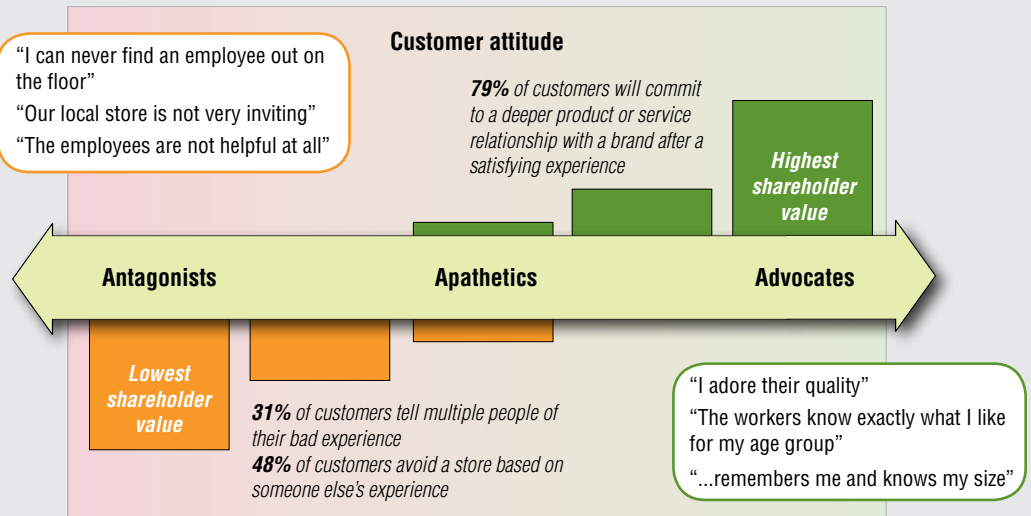 Customer attitude
“I can never find an employee out on
the floor”
“Our local store is not very inviting”
“The employees are not helpful at all”
79% of customers will commit
to a deeper product or service
relationship with a brand after a
satisfying experience
Highest
shareholder
value
Antagonists
Apathetics
Advocates
Lowest
shareholder
value
31% of customers tell multiple people of
their bad experience
48% of customers avoid a store based on
someone else’s experience
“I adore their quality”
“The workers know exactly what I like
for my age group”
“...remembers me and knows my size”